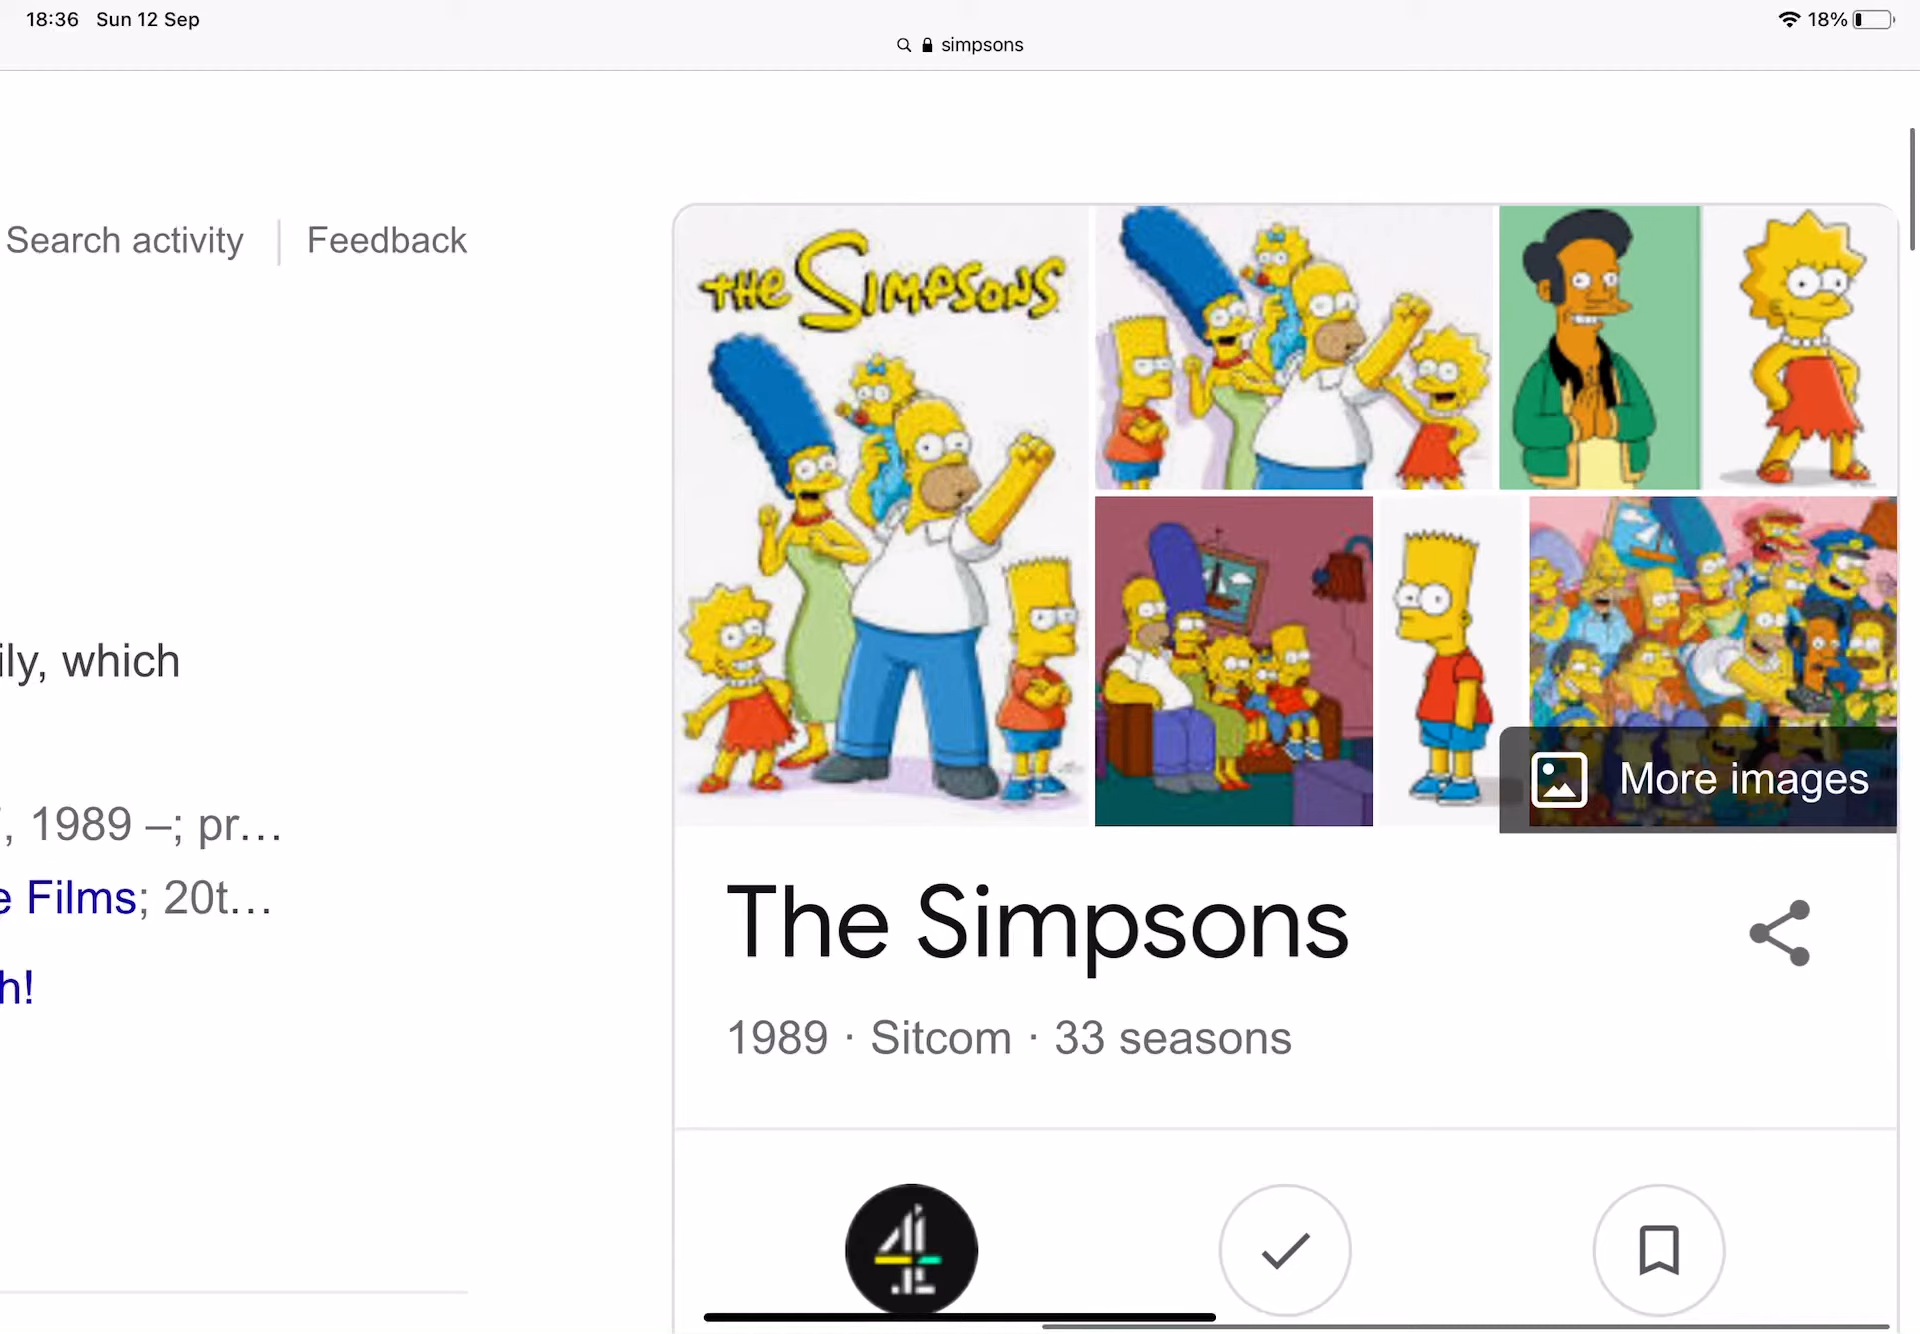 18:36 Sun 12 Sep
18%
simpsons
Search activity
Feedback
THE SIMPSONS
ily, which
, 1989 –; pr...
e Films; 20t...
h!
More images
The Simpsons
1989 · Sitcom · 33 seasons
4